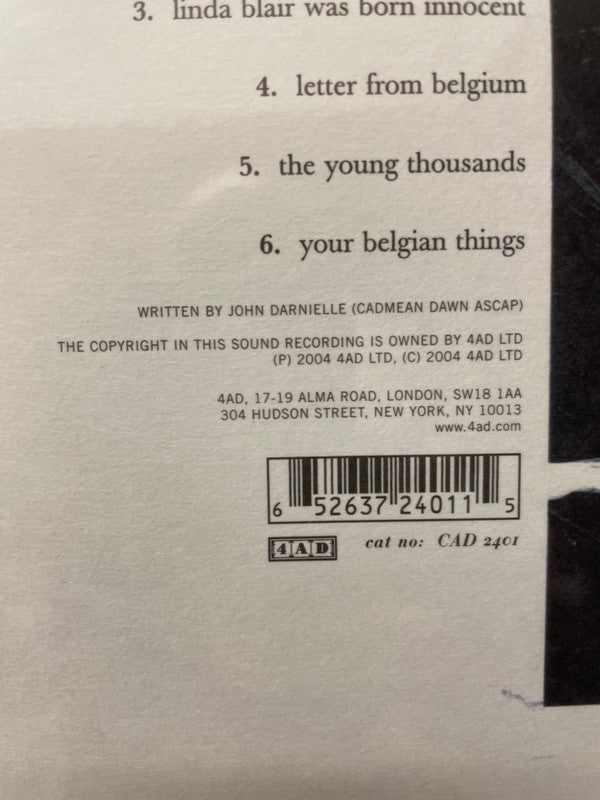 3. linda blair was born innocent
4. letter from belgium
5. the young thousands
6. your belgian things
WRITTEN BY JOHN DARNIELLE (CADMEAN DAWN ASCAP)
THE COPYRIGHT IN THIS SOUND RECORDING IS OWNED BY 4AD LTD
(P) 2004 4AD LTD, (C) 2004 4AD LTD
4AD, 17-19 ALMA ROAD, LONDON, SW18 1AA
304 HUDSON STREET, NEW YORK, NY 10013
www.4ad.com
6 52637 24011 5
4AD cat no: CAD 2401